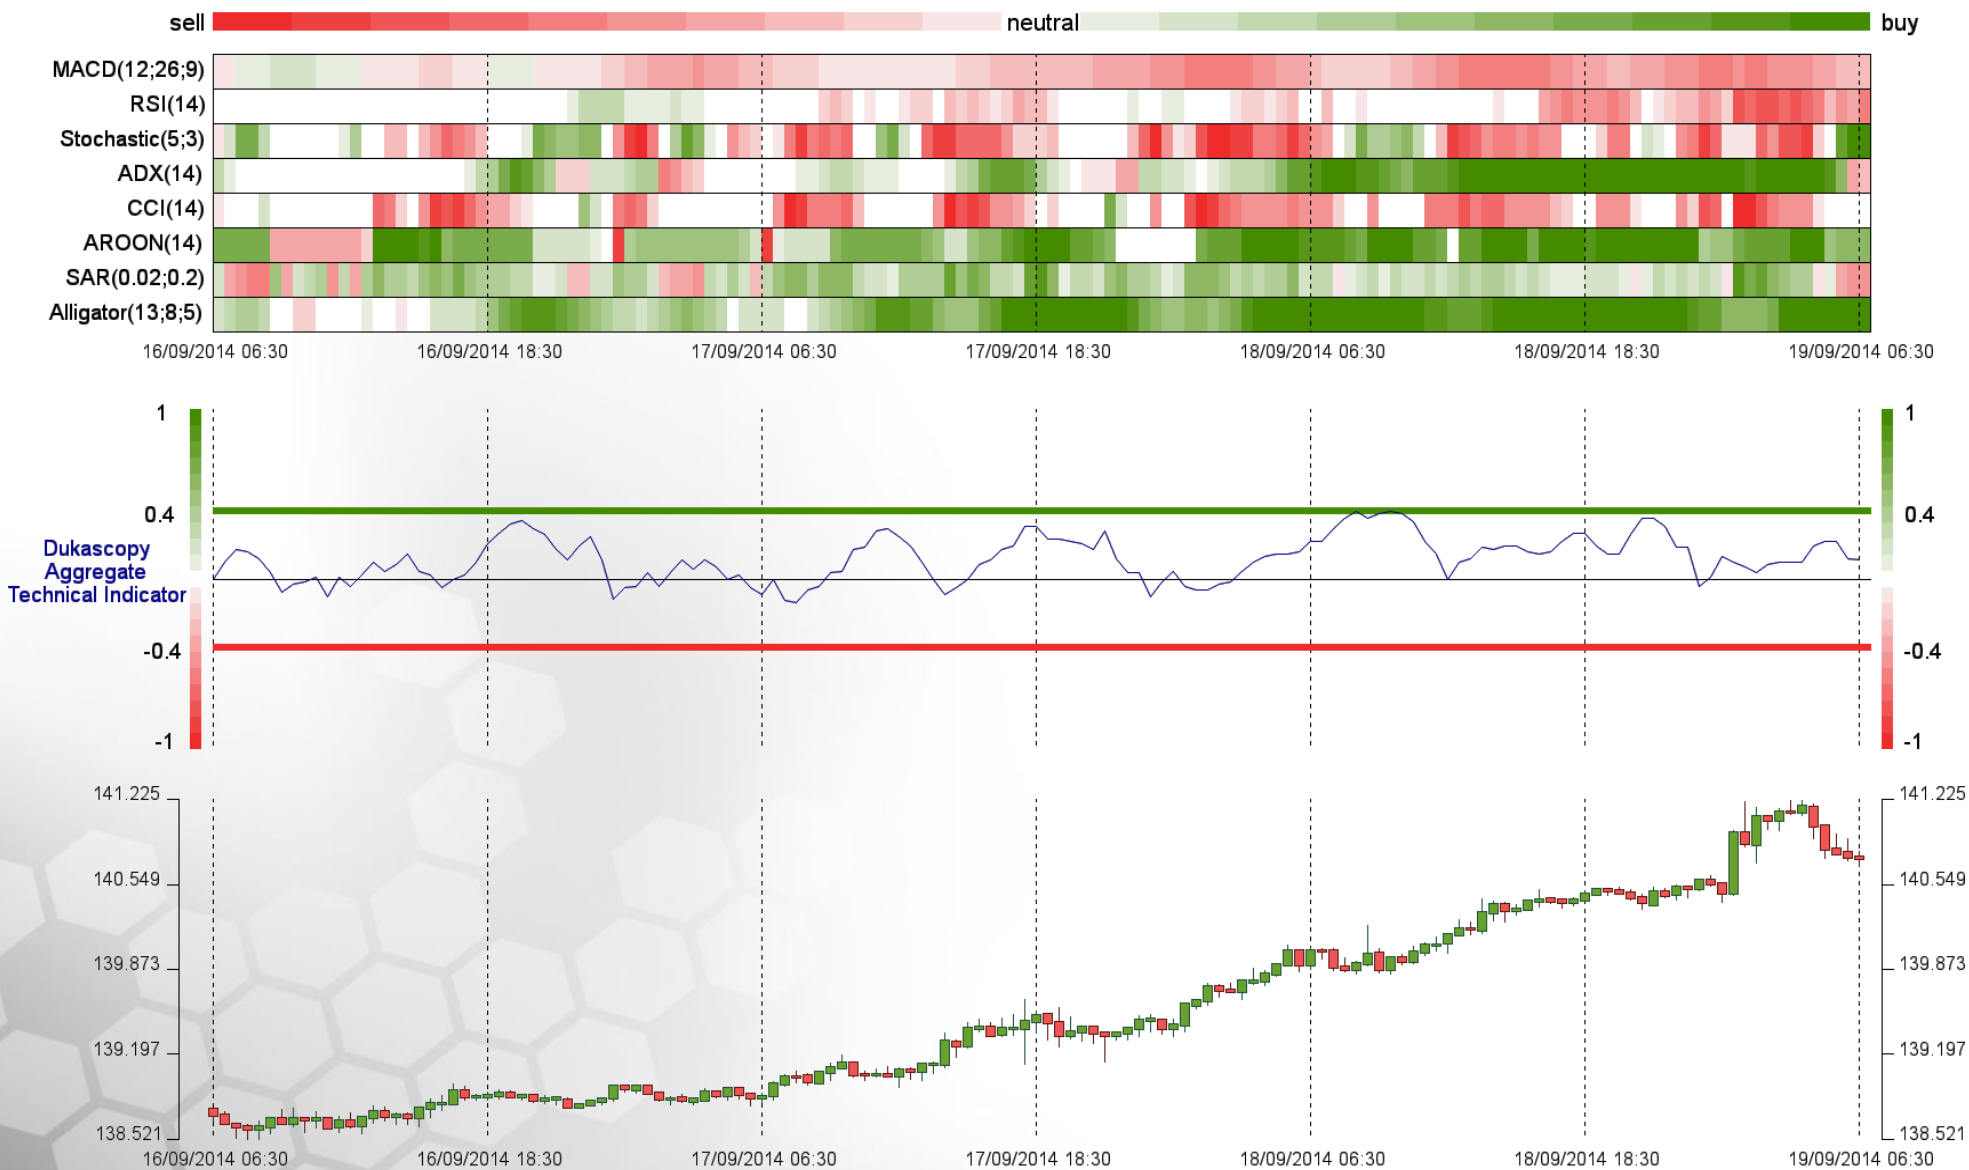 sell neutral buy
MACD(12;26;9)
RSI(14)
Stochastic(5;3)
ADX(14)
CCI(14)
AROON(14)
SAR(0.02;0.2)
Alligator(13;8;5)
16/09/2014 06:30 16/09/2014 18:30 17/09/2014 06:30 17/09/2014 18:30 18/09/2014 06:30 18/09/2014 18:30 19/09/2014 06:30
1 1
0.4 0.4
Dukascopy
Aggregate
Technical Indicator
-0.4 -0.4
-1 -1
141.225 141.225
140.549 140.549
139.873 139.873
139.197 139.197
138.521 138.521
16/09/2014 06:30 16/09/2014 18:30 17/09/2014 06:30 17/09/2014 18:30 18/09/2014 06:30 18/09/2014 18:30 19/09/2014 06:30